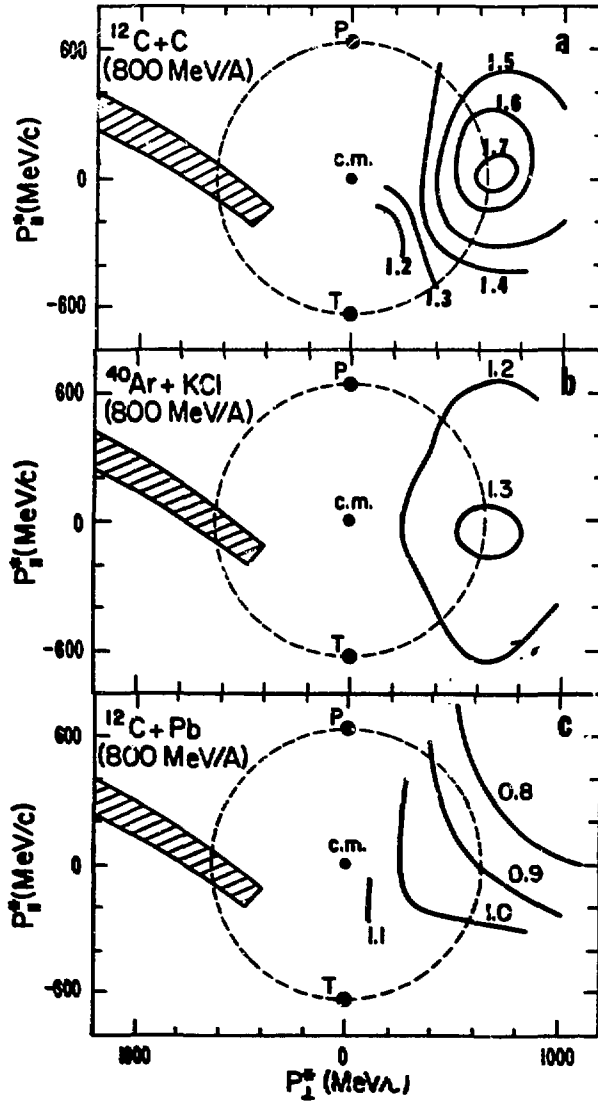 ¹²C+C
(800 MeV/A)
P
a
1.5
1.6
1.7
c.m.
1.2
1.3
1.4
T
600
0
-600
P∥*(MeV/c)
⁴⁰Ar+KCl
(800 MeV/A)
P
b
1.2
1.3
c.m.
T
600
0
-600
P∥*(MeV/c)
¹²C+Pb
(800 MeV/A)
P
c
0.8
0.9
1.0
1.1
c.m.
T
600
0
-600
P∥*(MeV/c)
1000
0
1000
P⊥*(MeV/c)